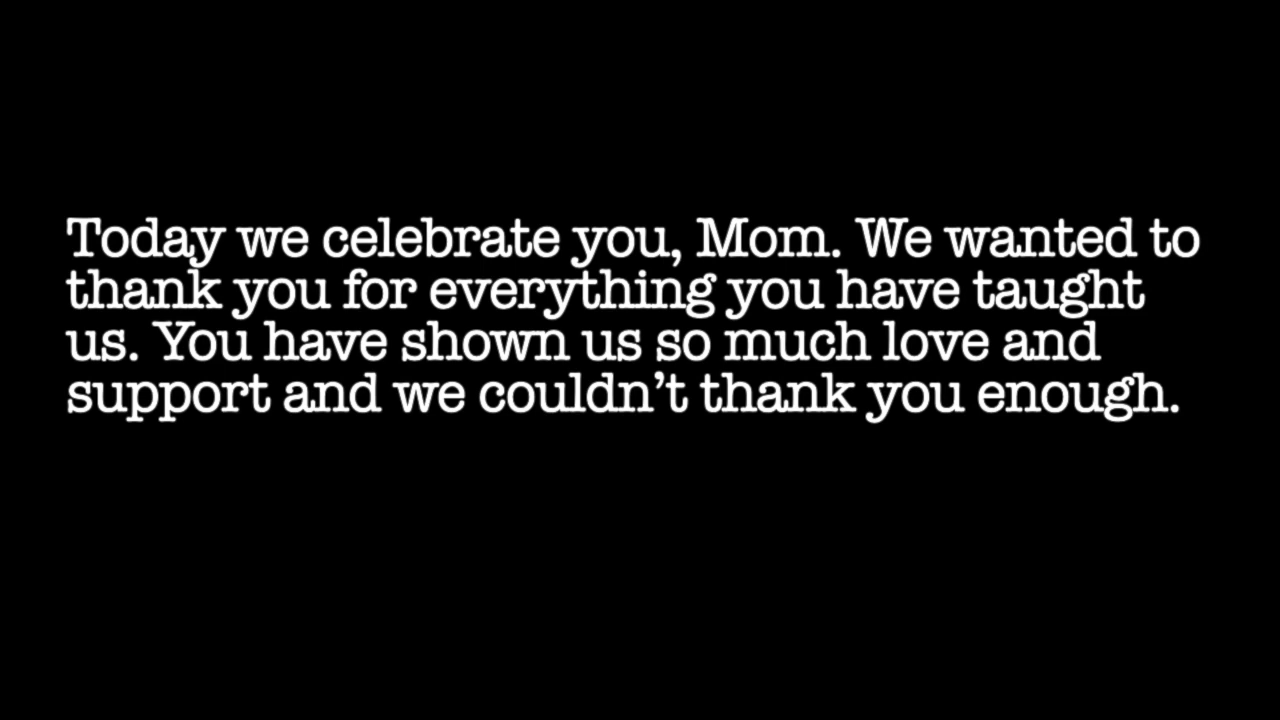 Today we celebrate you, Mom. We wanted to
thank you for everything you have taught
us. You have shown us so much love and
support and we couldn’t thank you enough.